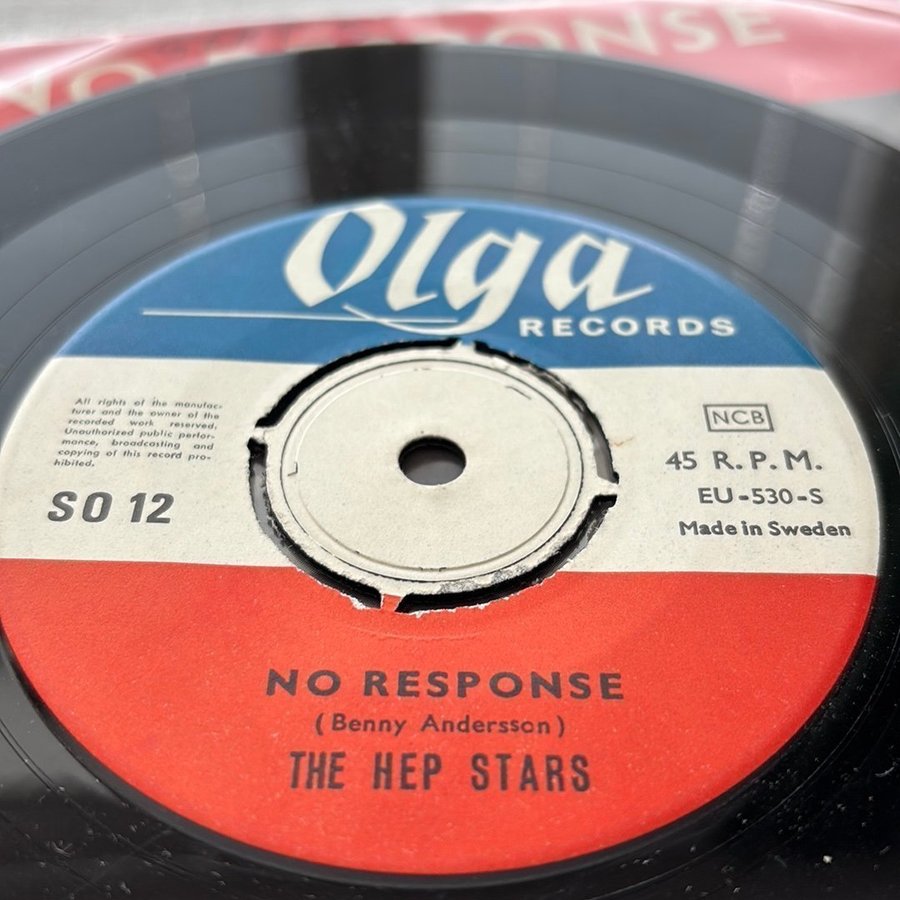 NO RESPONSE
Olga
RECORDS
All rights of the manufac-
turer and the owner of the
recorded work reserved.
Unauthorized public perfor-
mance, broadcasting and
copying of this record pro-
hibited.
SO 12
NCB
45 R.P.M.
EU-530-S
Made in Sweden
NO RESPONSE
(Benny Andersson)
THE HEP STARS